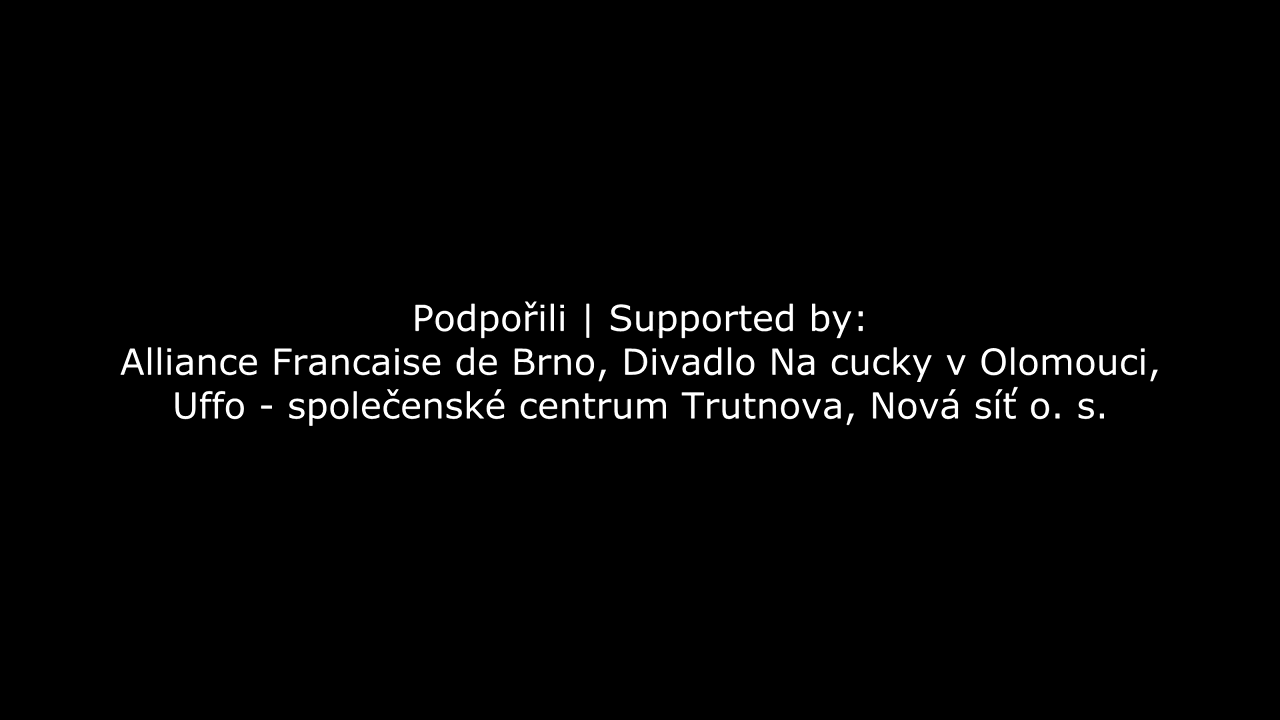 Podpořili | Supported by:
Alliance Francaise de Brno, Divadlo Na cucky v Olomouci,
Uffo - společenské centrum Trutnova, Nová síť o. s.